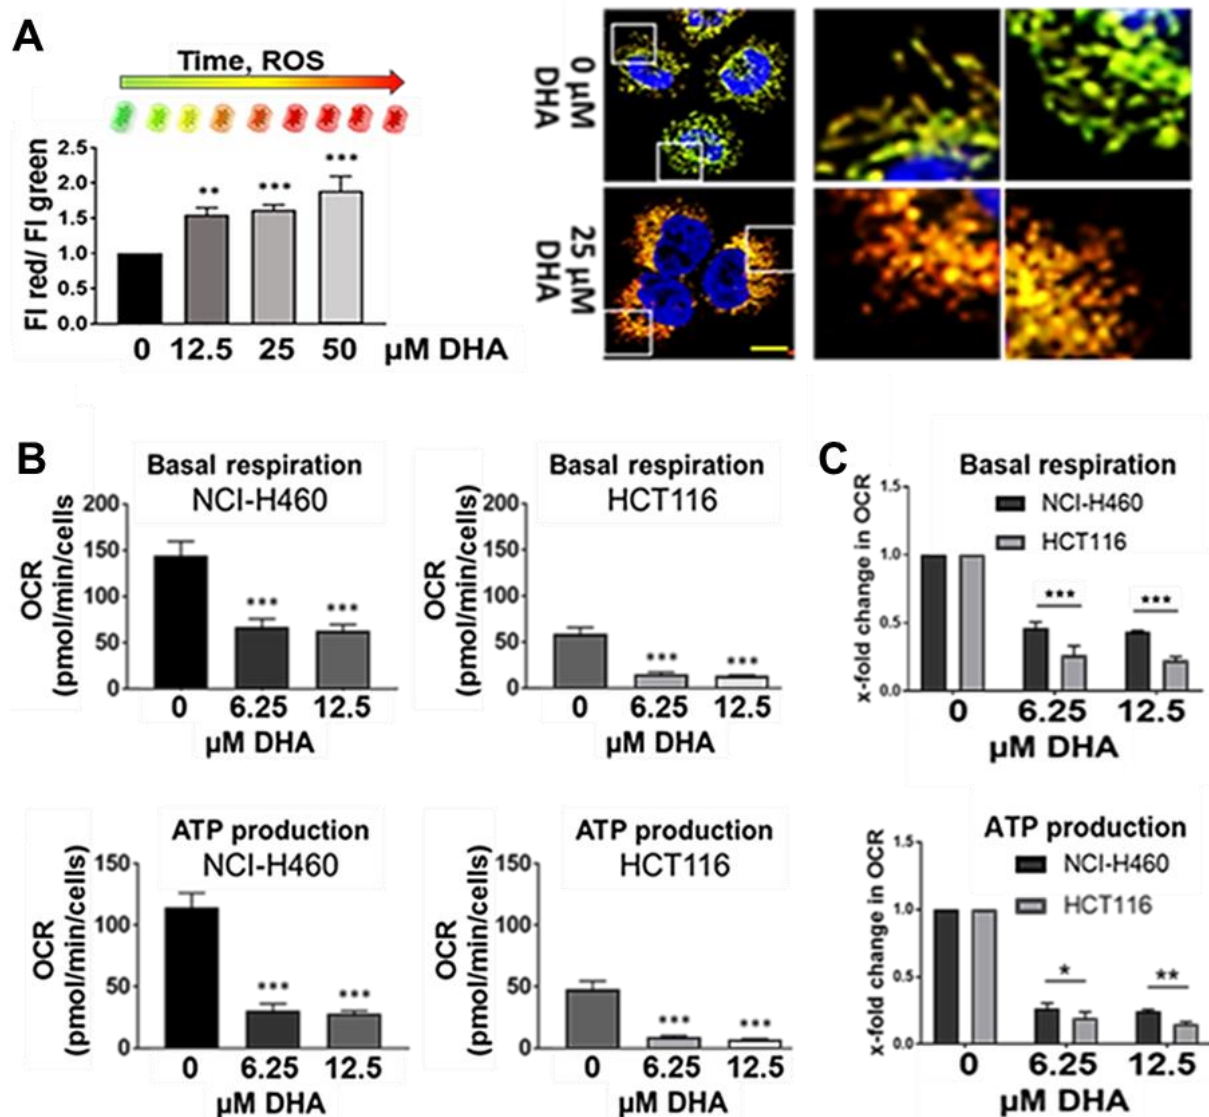 A
Time, ROS
FI red/ FI green
2.5
2.0
1.5
1.0
0.5
0.0
**
***
***
0 12.5 25 50 µM DHA
0 µM
DHA
25 µM
DHA
B
Basal respiration
NCI-H460
OCR
(pmol/min/cells)
200
150
100
50
0
***
***
0 6.25 12.5
µM DHA
Basal respiration
HCT116
OCR
(pmol/min/cells)
200
150
100
50
0
***
***
0 6.25 12.5
µM DHA
C
Basal respiration
NCI-H460
HCT116
x-fold change in OCR
1.5
1.0
0.5
0.0
***
***
0 6.25 12.5
µM DHA
ATP production
NCI-H460
OCR
(pmol/min/cells)
150
100
50
0
***
***
0 6.25 12.5
µM DHA
ATP production
HCT116
OCR
(pmol/min/cells)
150
100
50
0
***
***
0 6.25 12.5
µM DHA
ATP production
NCI-H460
HCT116
x-fold change in OCR
1.5
1.0
0.5
0.0
*
**
0 6.25 12.5
µM DHA